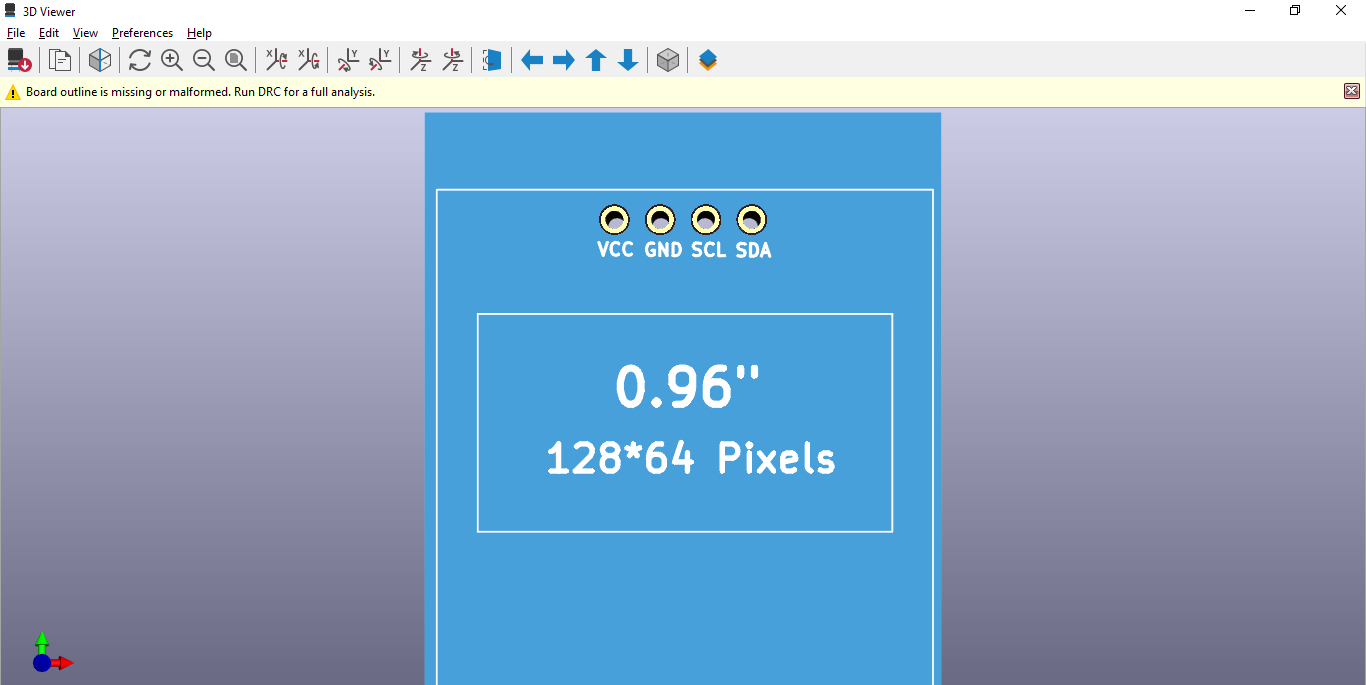 3D Viewer
File Edit View Preferences Help
X X Y Y Z Z
Board outline is missing or malformed. Run DRC for a full analysis.
VCC GND SCL SDA
0.96"
128*64 Pixels